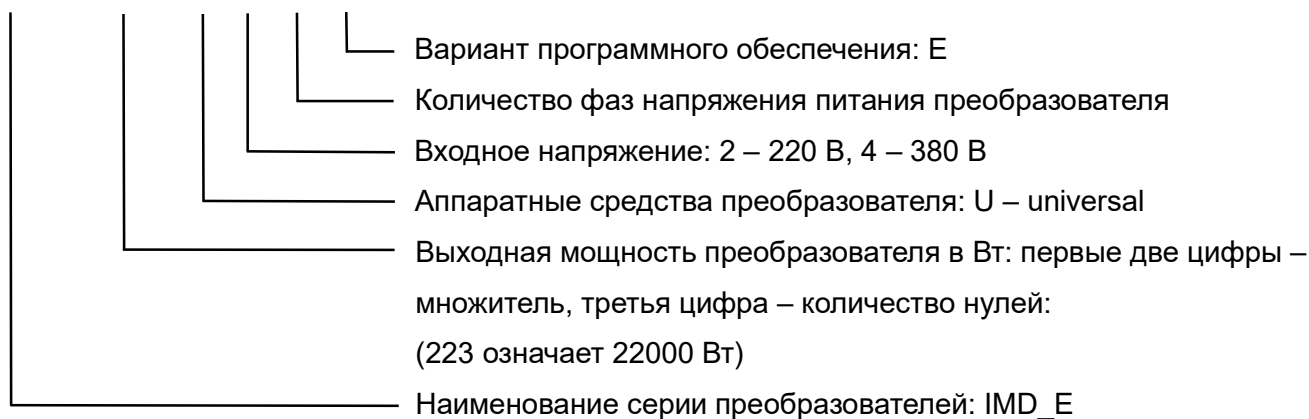 Вариант программного обеспечения: E
Количество фаз напряжения питания преобразователя
Входное напряжение: 2 – 220 В, 4 – 380 В
Аппаратные средства преобразователя: U – universal
Выходная мощность преобразователя в Вт: первые две цифры –
множитель, третья цифра – количество нулей:
(223 означает 22000 Вт)
Наименование серии преобразователей: IMD_E